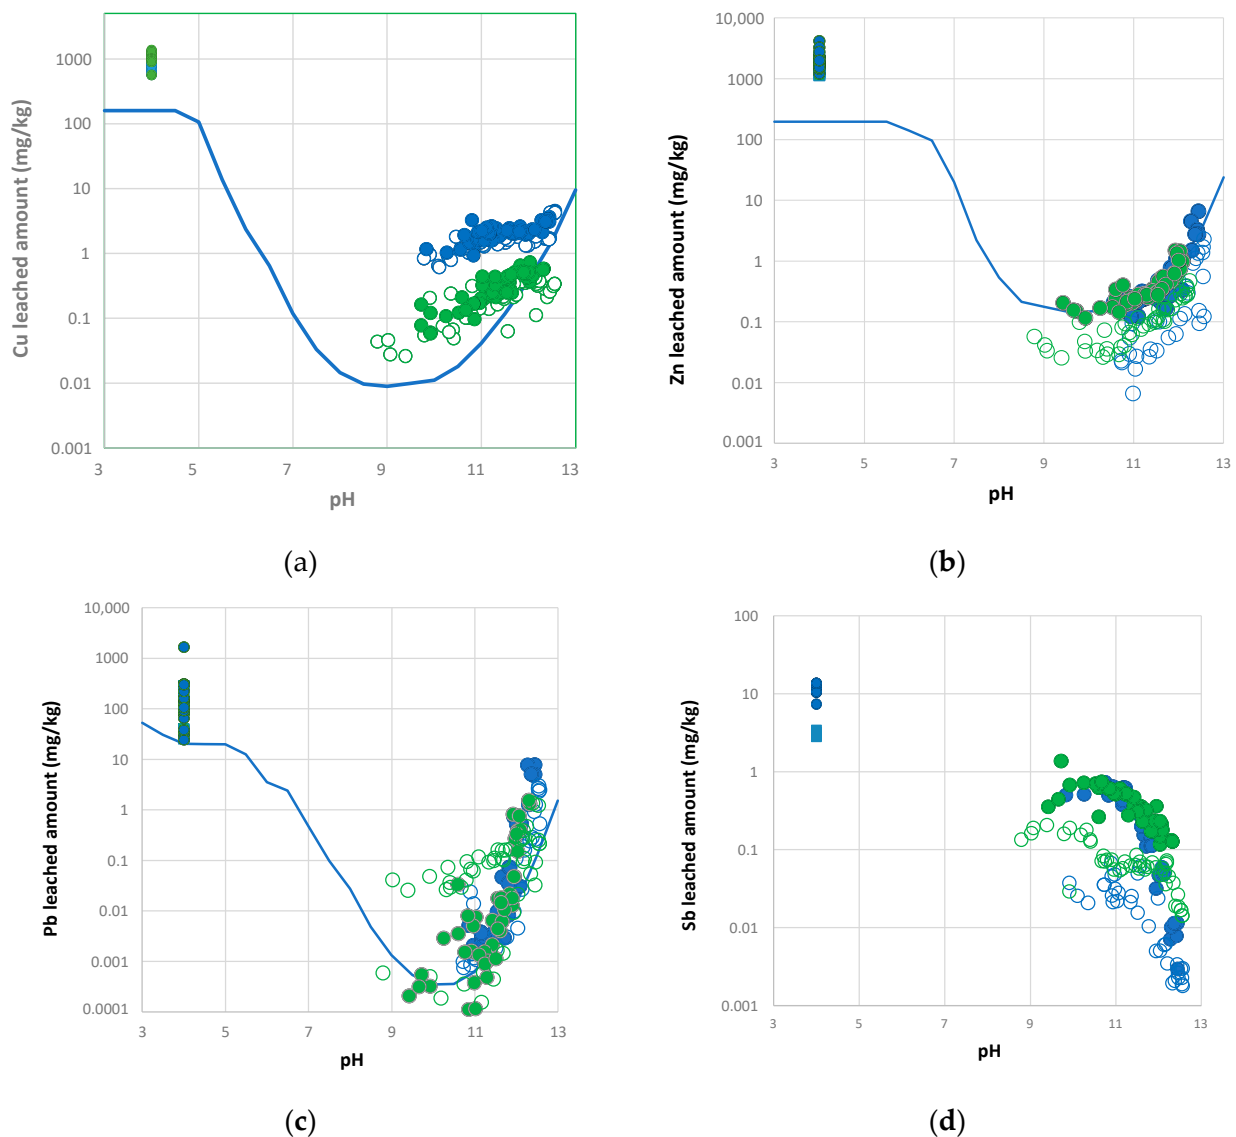 Cu leached amount (mg/kg)
1000
100
10
1
0.1
0.01
0.001
3 5 7 9 11 13
pH
(a)
Zn leached amount (mg/kg)
10,000
1000
100
10
1
0.1
0.01
0.001
3 5 7 9 11 13
pH
(b)
Pb leached amount (mg/kg)
10,000
1000
100
10
1
0.1
0.01
0.001
0.0001
3 5 7 9 11 13
pH
(c)
Sb leached amount (mg/kg)
100
10
1
0.1
0.01
0.001
3 5 7 9 11 13
pH
(d)